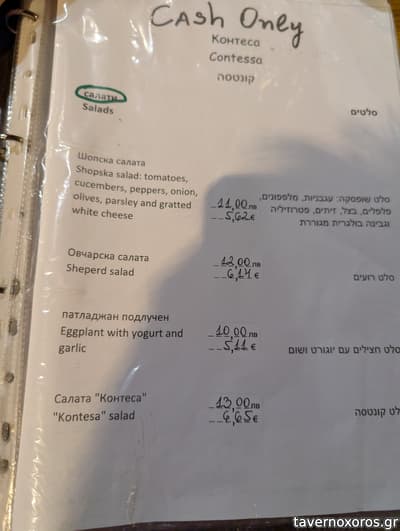 Cash Only
Контеса
Contessa
קונטסה
салати
Salads
סלטים
Шопска салата
Shopska salad: tomatoes,
cucembers, peppers, onion,
olives, parsley and gratted
white cheese
11,00лв
5,62€
סלט שופסקה: עגבניות, מלפפונים,
פלפלים, בצל, זיתים, פטרוזיליה
וגבינה בולגרית מגוררת
Овчарска салата
Sheperd salad
12,00лв
6,14€
סלט רועים
патладжан подлучен
Eggplant with yogurt and
garlic
10,00лв
5,11€
סלט חצילים עם יוגורט ושום
Салата "Контеса"
"Kontesa" salad
13,00лв
6,65€
לט קונטסה
tavernoxoros.gr